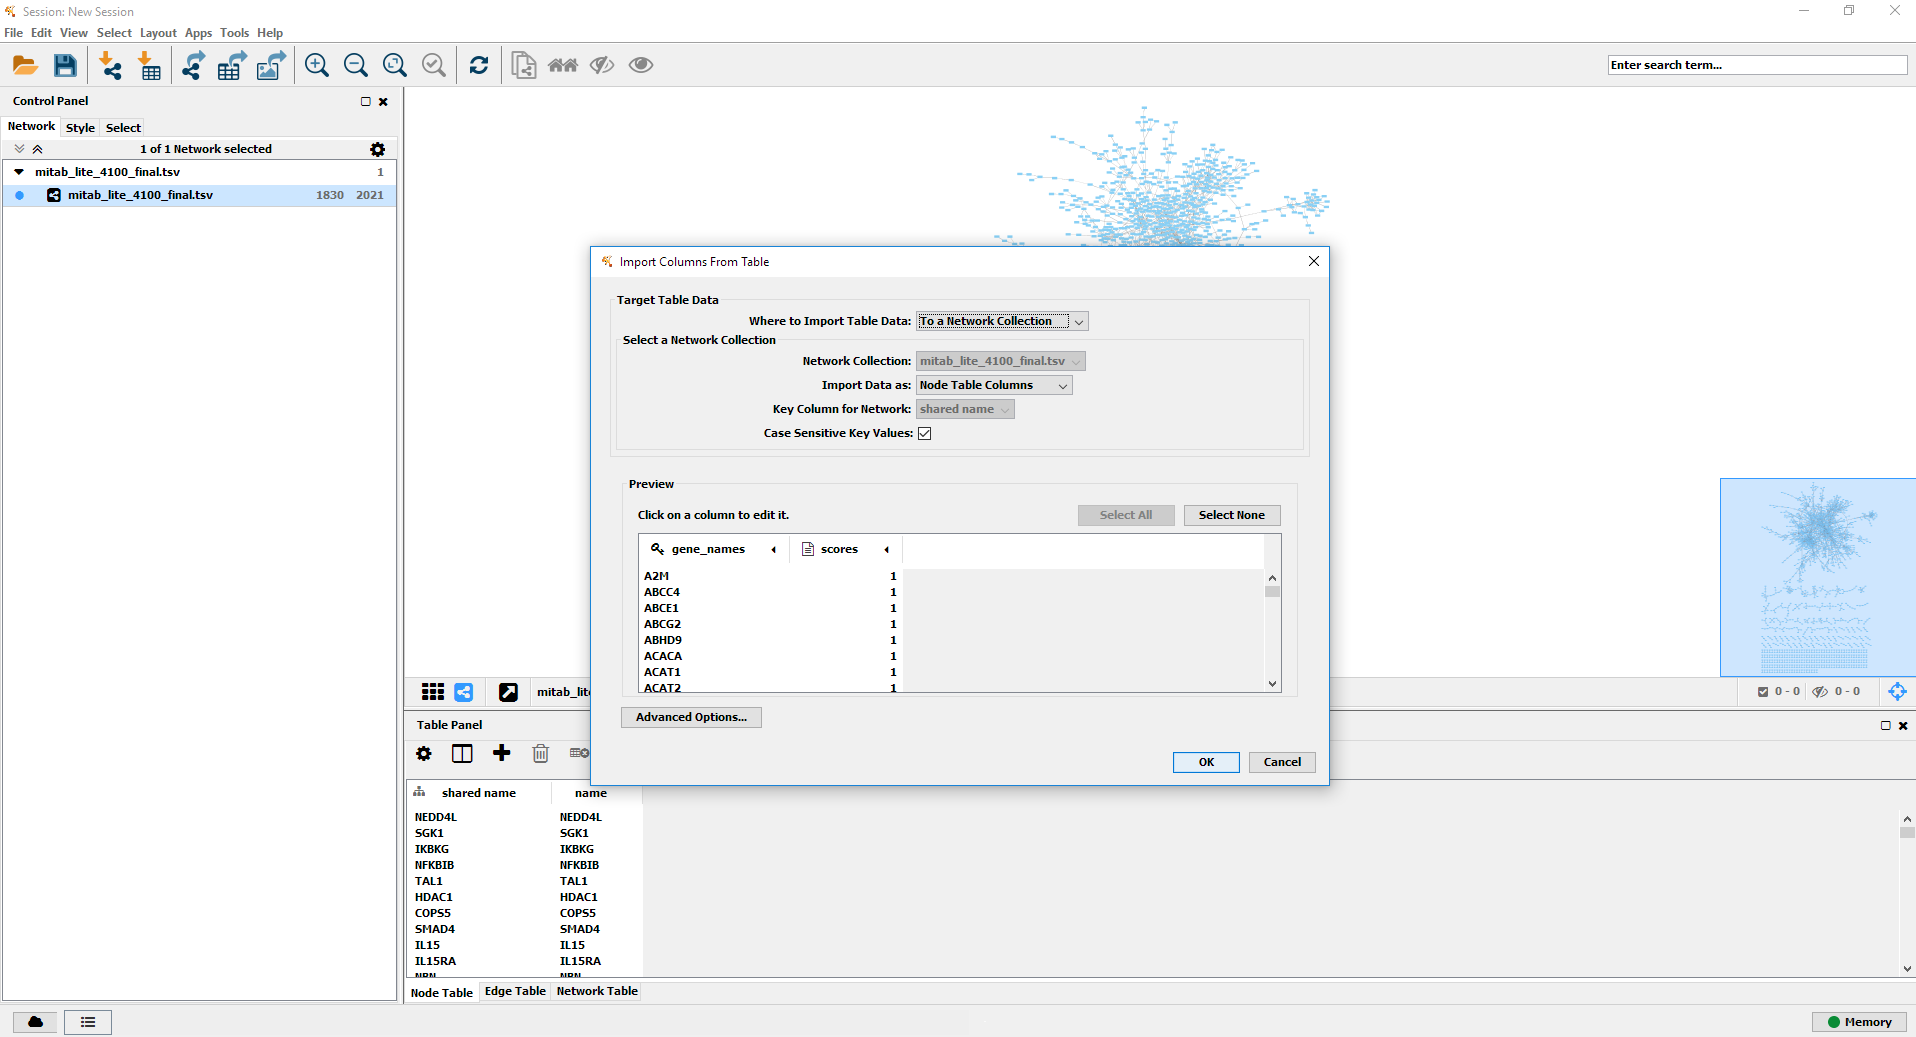 Session: New Session
File Edit View Select Layout Apps Tools Help
Enter search term...
Control Panel
Network Style Select
1 of 1 Network selected
mitab_lite_4100_final.tsv 1
mitab_lite_4100_final.tsv 1830 2021
Import Columns From Table
Target Table Data
Where to Import Table Data: To a Network Collection
Select a Network Collection
Network Collection: mitab_lite_4100_final.tsv
Import Data as: Node Table Columns
Key Column for Network: shared name
Case Sensitive Key Values:
Preview
Click on a column to edit it. Select All Select None
gene_names scores
A2M 1
ABCC4 1
ABCE1 1
ABCG2 1
ABHD9 1
ACACA 1
ACAT1 1
ACAT2 1
Advanced Options...
OK Cancel
mitab_lit
0 - 0 0 - 0
Table Panel
shared name name
NEDD4L NEDD4L
SGK1 SGK1
IKBKG IKBKG
NFKBIB NFKBIB
TAL1 TAL1
HDAC1 HDAC1
COPS5 COPS5
SMAD4 SMAD4
IL15 IL15
IL15RA IL15RA
NBN NBN
Node Table Edge Table Network Table
Memory